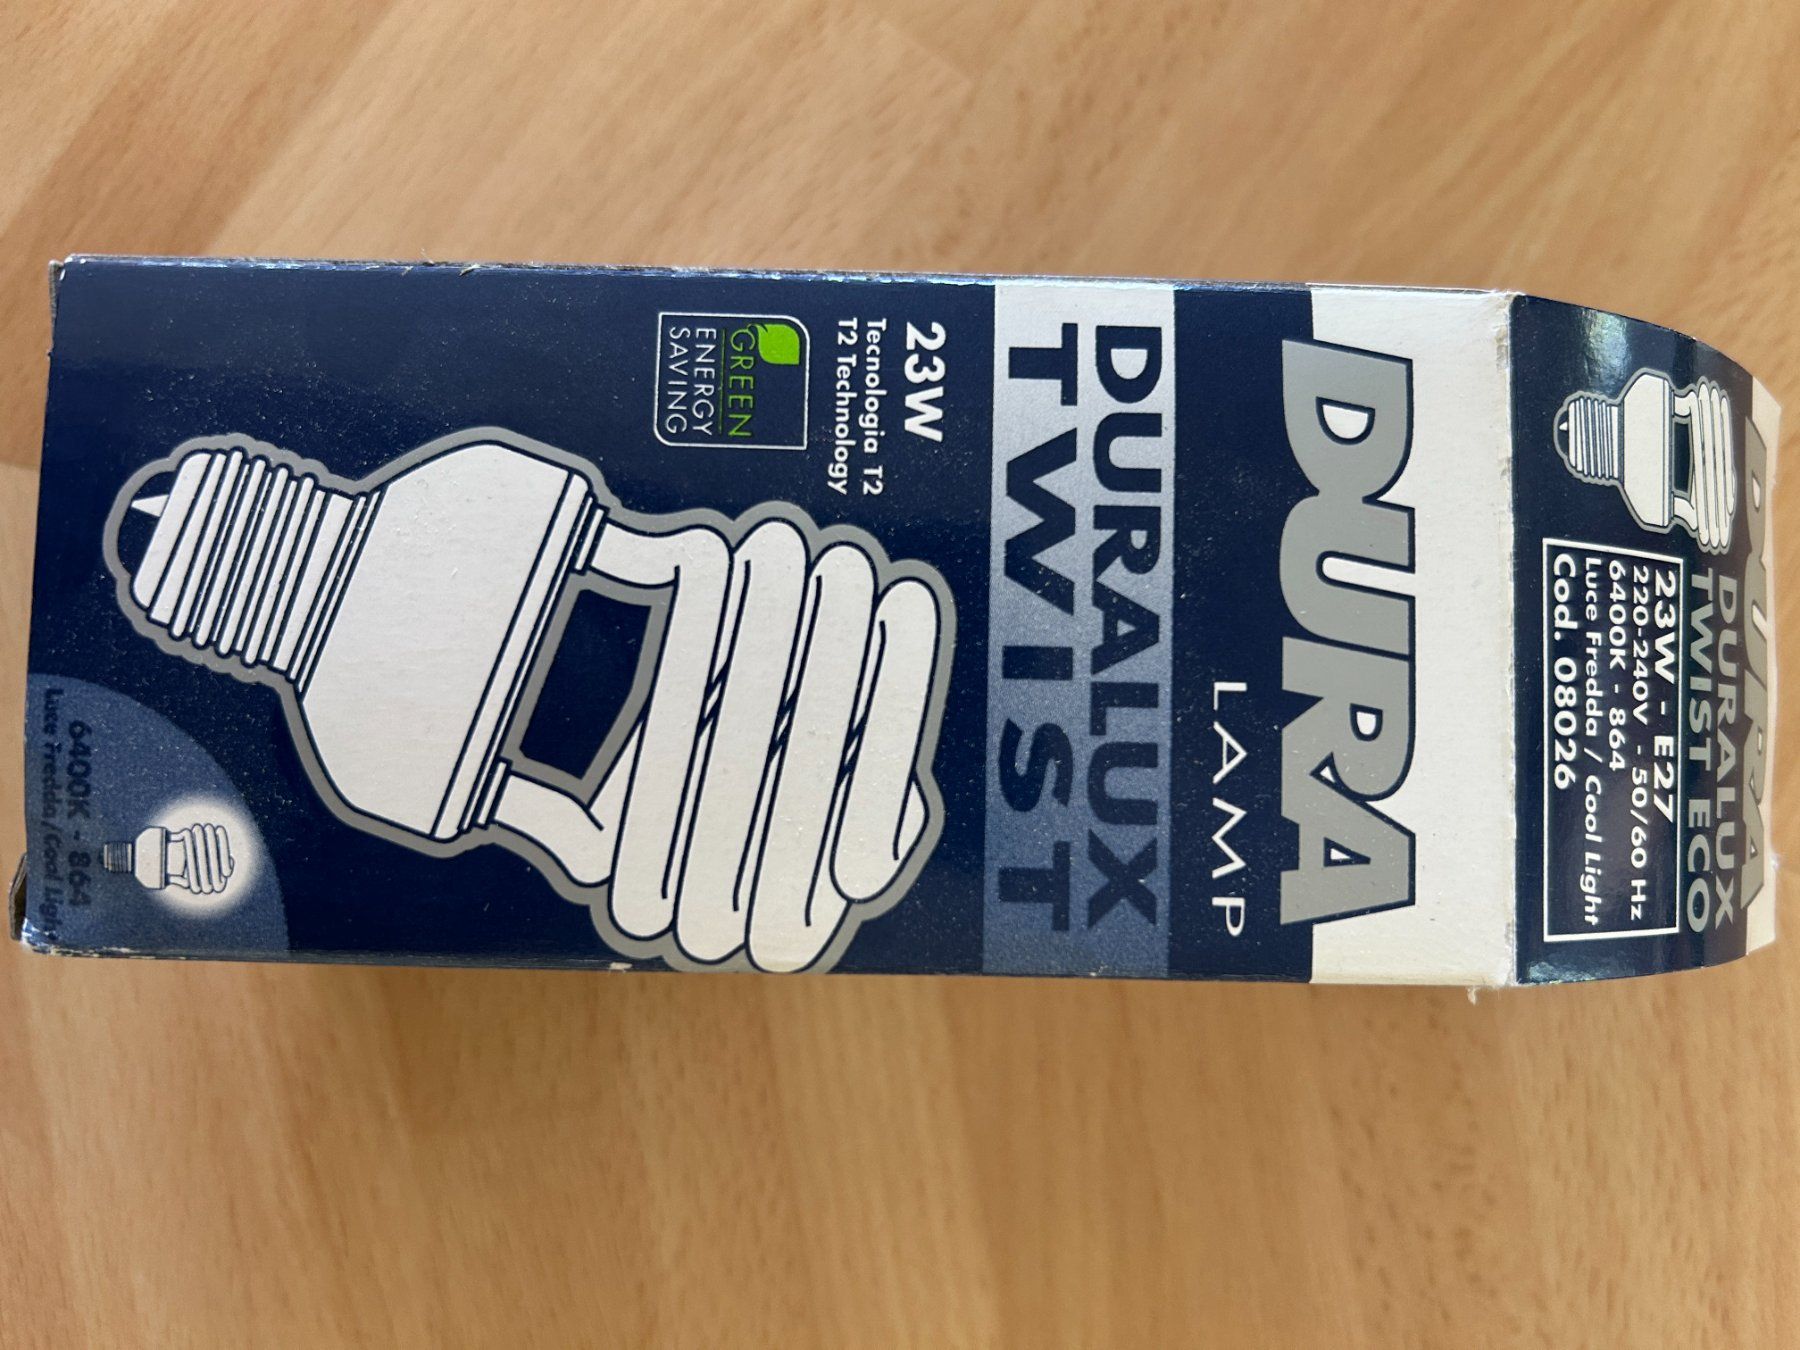 DURA
DURALUX
TWIST ECO
23W - E27
220-240V - 50/60 Hz
6400K - 864
Luce Fredda / Cool Light
Cod. 08026
DURA
LAMP
DURALUX
TWIST
23W
Tecnologia T2
T2 Technology
GREEN
ENERGY
SAVING
6400K - 864
Luce Fredda/Cool Light